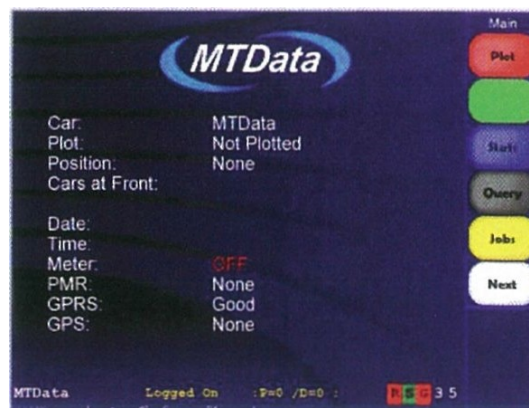 Main
MTData
Plot
Car: MTData
Plot: Not Plotted
Position: None
Cars at Front:
Query
Date:
Time:
Jobs
Meter: OFF
PMR: None
Next
GPRS: Good
GPS: None
MTData Logged On :P=0 /D=0 : R S G 3 5